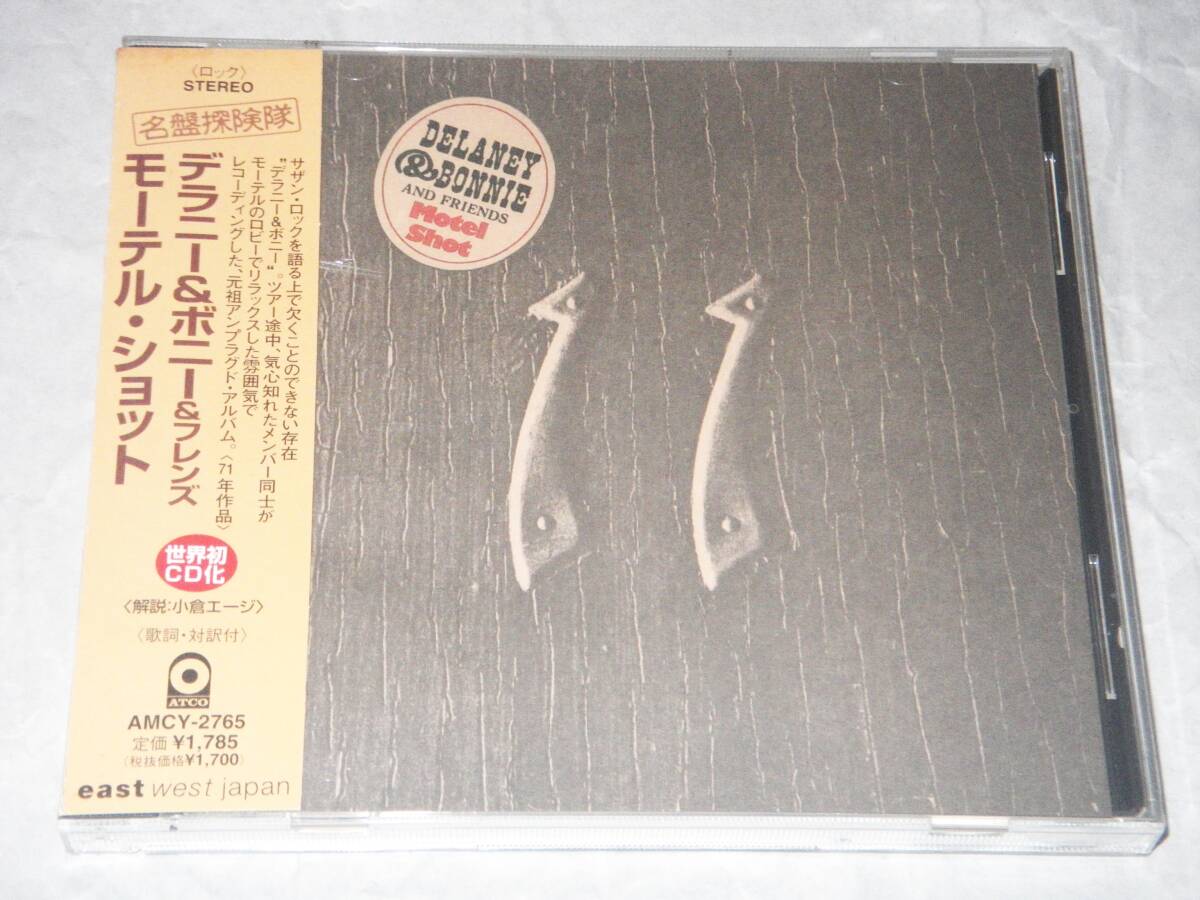 〈ロック〉
STEREO
名盤探険隊
デラニー&ボニー&フレンズ
モーテル・ショット
サザン・ロックを語る上で欠くことのできない存在
"デラニー&ボニー"。ツアー途中、気心知れたメンバー同士が
モーテルのロビーでリラックスした雰囲気で
レコーディングした、元祖アンプラグド・アルバム。〈71年作品〉
世界初
CD化
〈解説:小倉エージ〉
〈歌詞・対訳付〉
ATCO
AMCY-2765
定価¥1,785
(税抜価格¥1,700)
east west japan
DELANEY
&BONNIE
AND FRIENDS
Motel
Shot